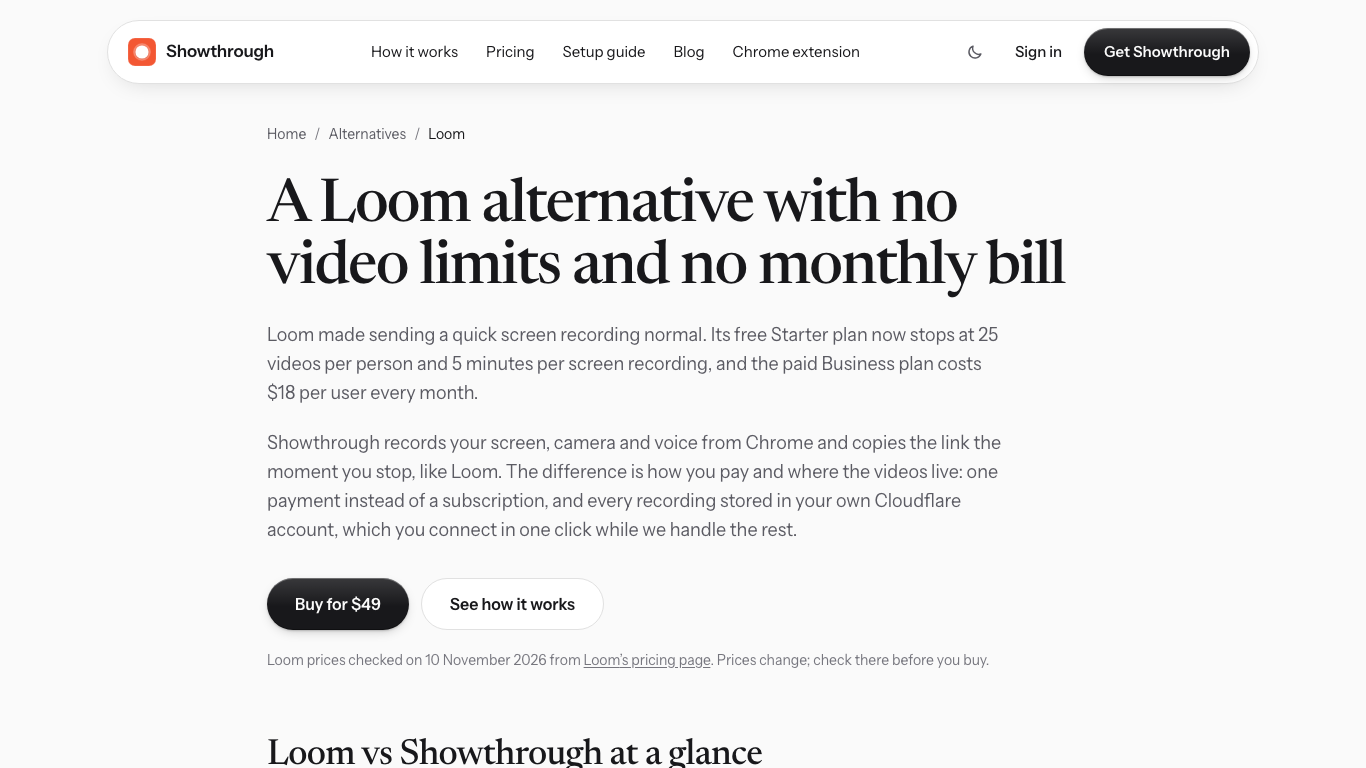 Showthrough
How it works
Pricing
Setup guide
Blog
Chrome extension
Sign in
Get Showthrough
Home / Alternatives / Loom
A Loom alternative with no
video limits and no monthly bill
Loom made sending a quick screen recording normal. Its free Starter plan now stops at 25
videos per person and 5 minutes per screen recording, and the paid Business plan costs
$18 per user every month.
Showthrough records your screen, camera and voice from Chrome and copies the link the
moment you stop, like Loom. The difference is how you pay and where the videos live: one
payment instead of a subscription, and every recording stored in your own Cloudflare
account, which you connect in one click while we handle the rest.
Buy for $49
See how it works
Loom prices checked on 10 November 2026 from Loom’s pricing page. Prices change; check there before you buy.
Loom vs Showthrough at a glance